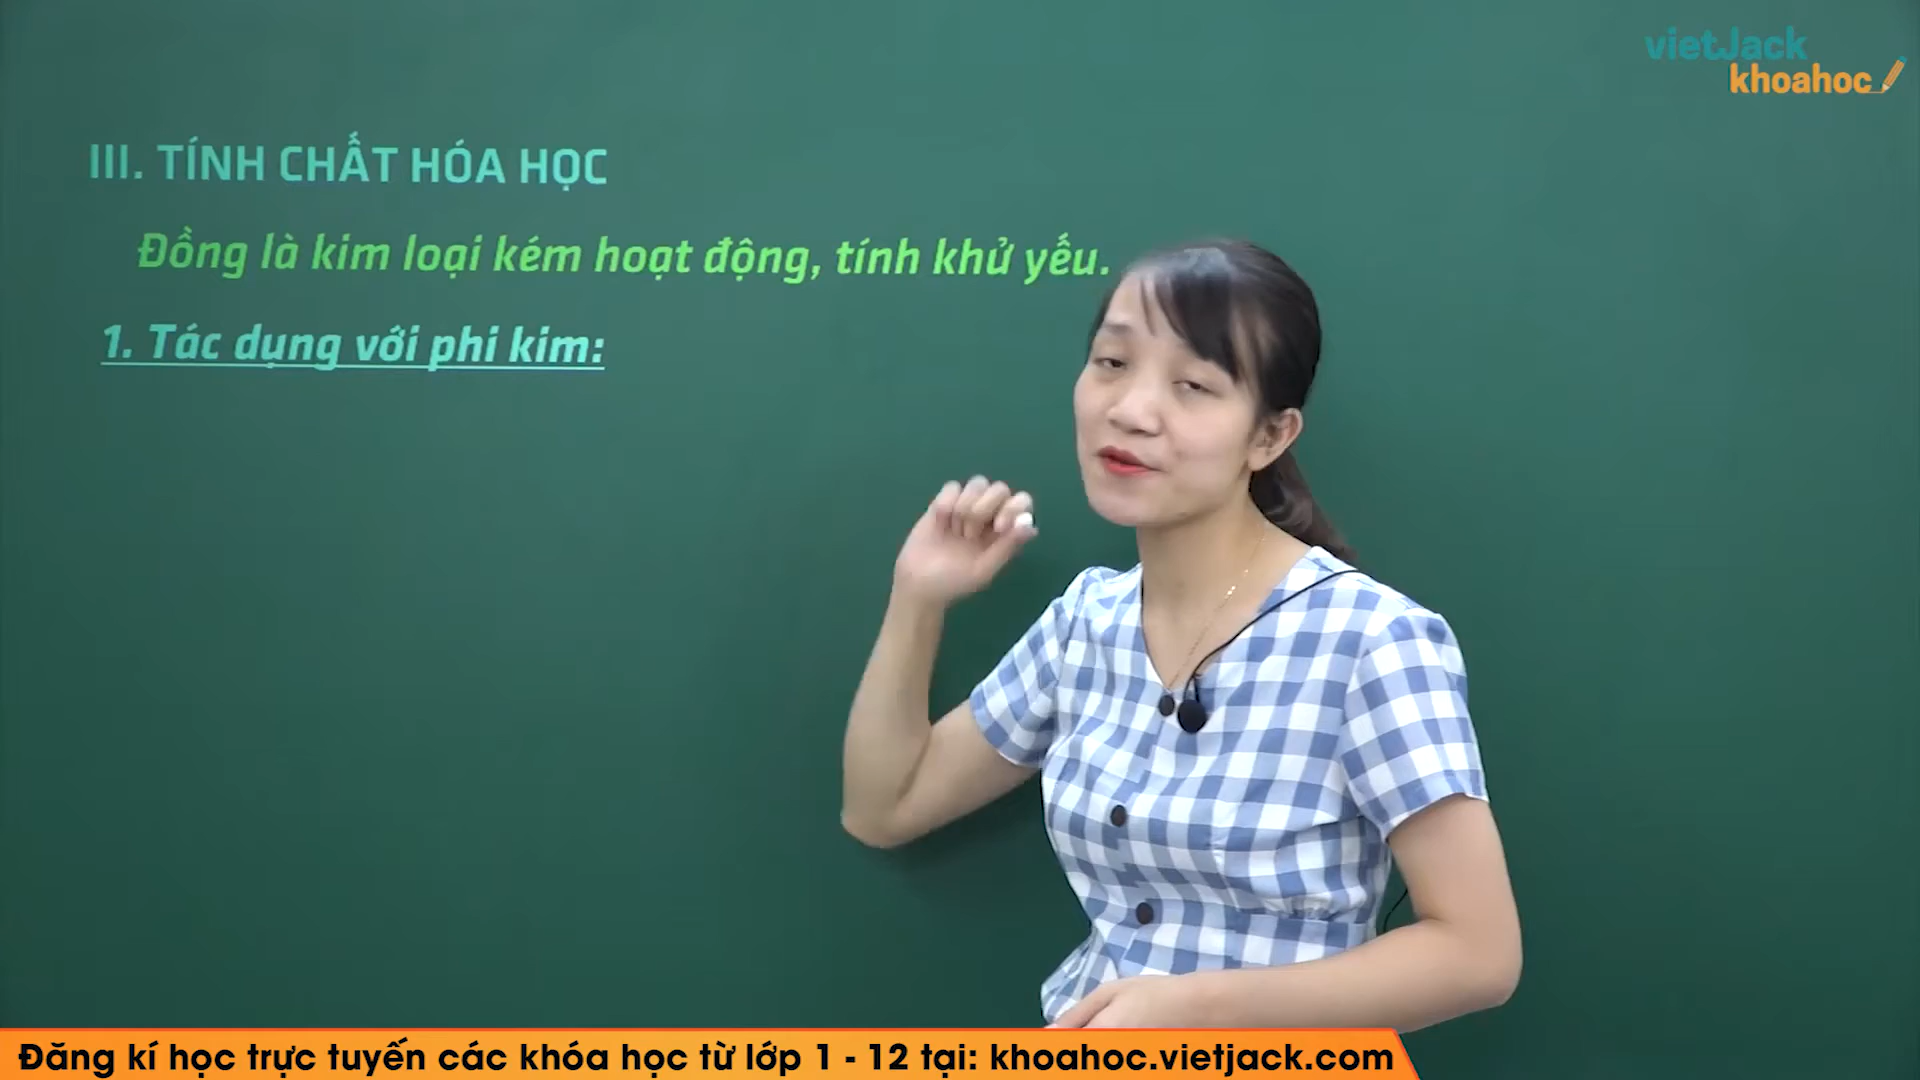 vietJack
khoahoc
III. TÍNH CHẤT HÓA HỌC
Đồng là kim loại kém hoạt động, tính khử yếu.
1. Tác dụng với phi kim:
Đăng kí học trực tuyến các khóa học từ lớp 1 - 12 tại: khoahoc.vietjack.com